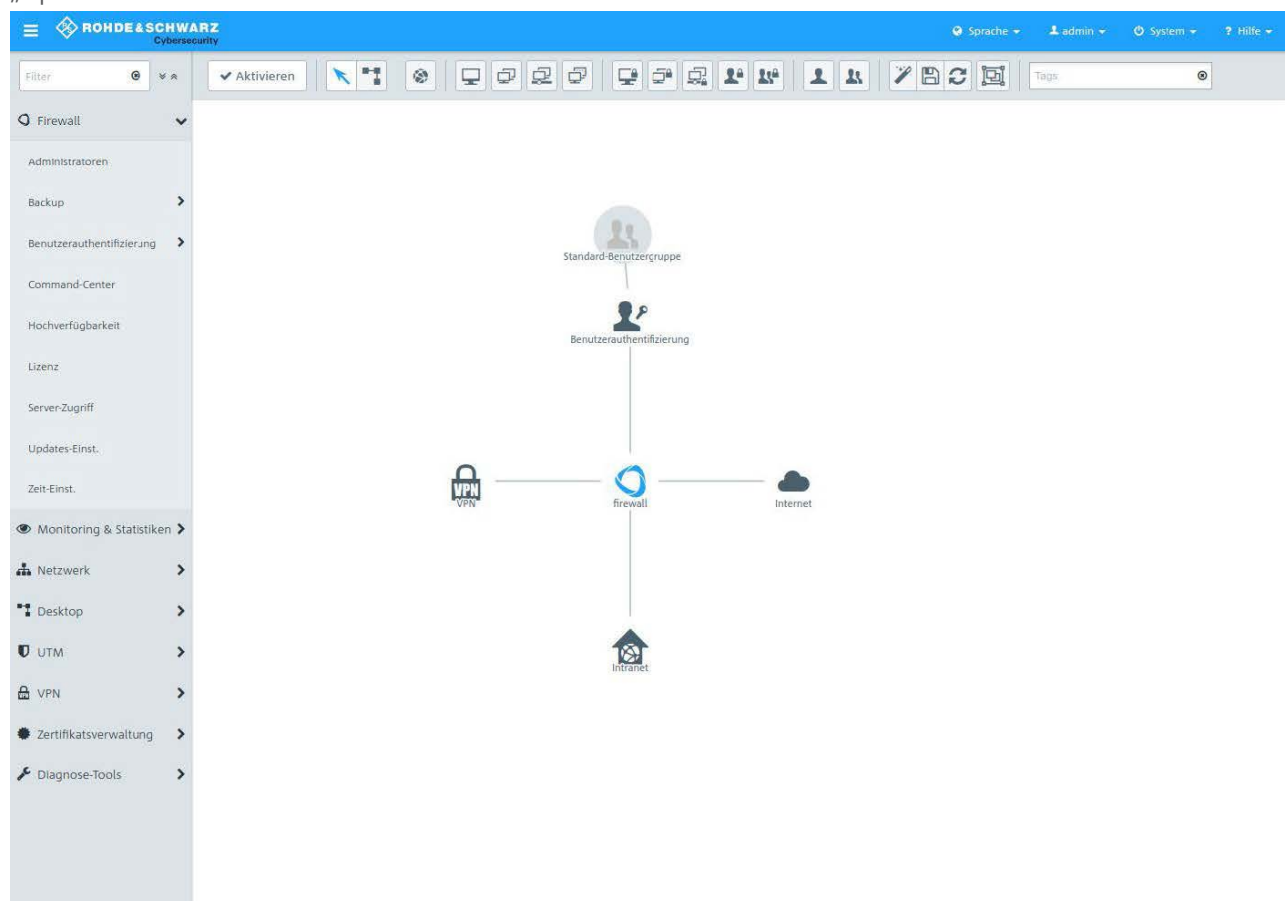 ROHDE&SCHWARZ
Cybersecurity
Sprache
admin
System
? Hilfe
Filter
Aktivieren
Tags
Firewall
Administratoren
Backup
Benutzerauthentifizierung
Command-Center
Hochverfügbarkeit
Lizenz
Server-Zugriff
Updates-Einst.
Zeit-Einst.
Monitoring & Statistiken
Netzwerk
Desktop
UTM
VPN
Zertifikatsverwaltung
Diagnose-Tools
Standard-Benutzergruppe
Benutzerauthentifizierung
VPN
VPN
firewall
Internet
Intranet